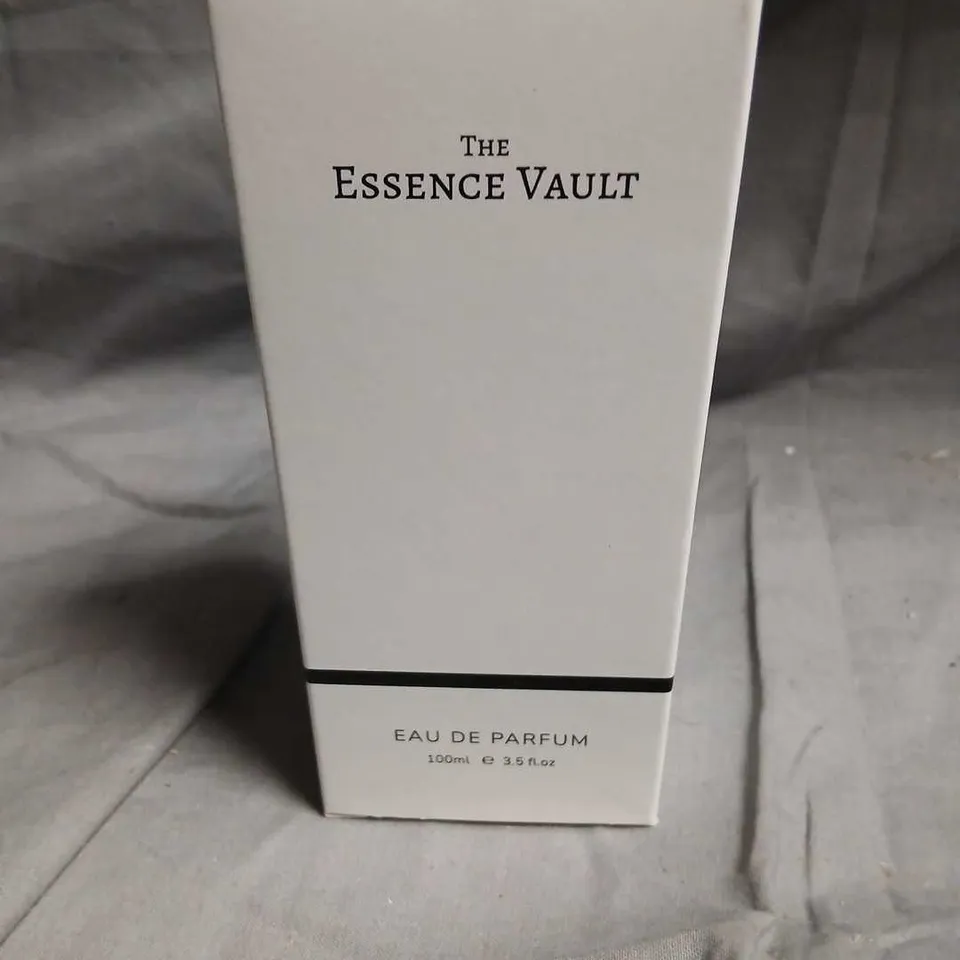 THE
ESSENCE VAULT
EAU DE PARFUM
100ml ℮ 3.5 fl.oz